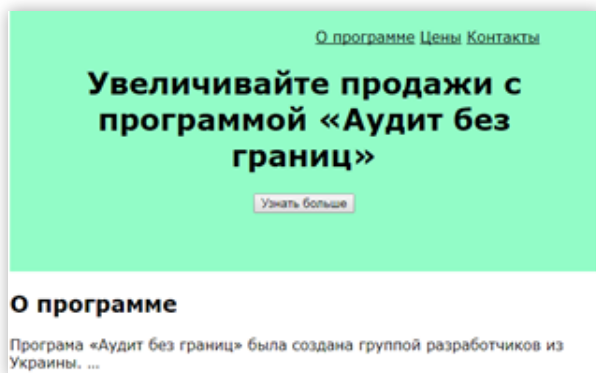 О программе Цены Контакты
Увеличивайте продажи с
программой «Аудит без
границ»
Узнать больше
О программе
Програма «Аудит без границ» была создана группой разработчиков из
Украины. ...